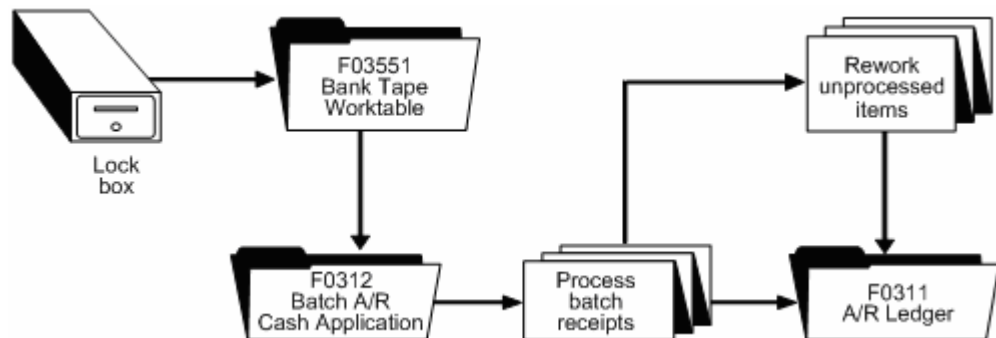 F03551
Bank Tape
Worktable
Rework
unprocessed
items
Lock
box
F0312
Batch A/R
Cash Application
Process
batch
receipts
F0311
A/R Ledger